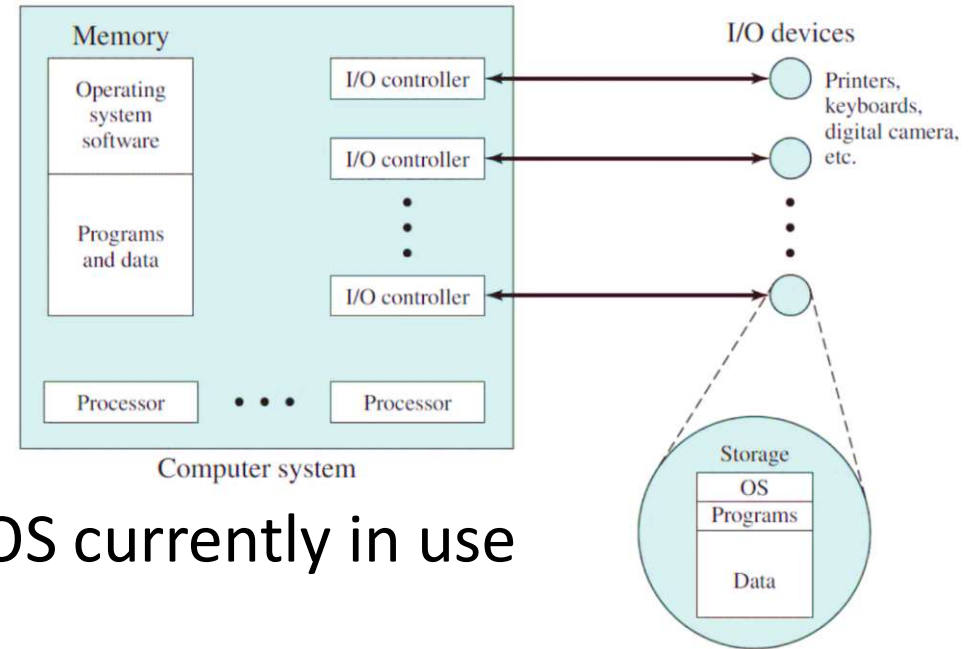 Memory
Operating
system
software
Programs
and data
I/O controller
I/O controller
I/O controller
Processor
Processor
Computer system
I/O devices
Printers,
keyboards,
digital camera,
etc.
Storage
OS
Programs
Data
OS currently in use